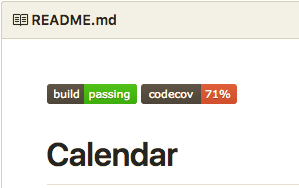 README.md
build passing codecov 71%
Calendar